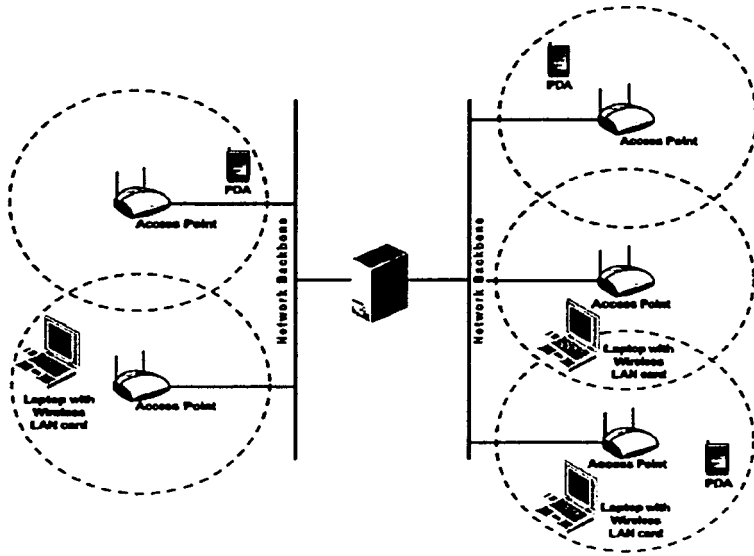 PDA
Access Point
Network Backbone
Access Point
Laptop with
Wireless
LAN card
Network Backbone
PDA
Access Point
Access Point
Laptop with
Wireless
LAN card
Access Point
PDA
Laptop with
Wireless
LAN card